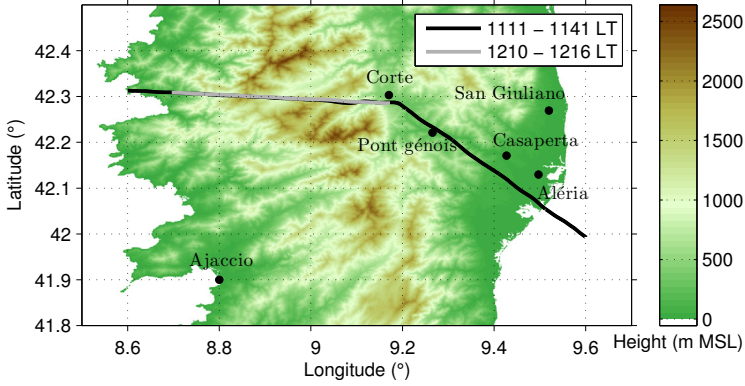 1111 − 1141 LT
1210 − 1216 LT
2500
2000
1500
1000
500
0
Height (m MSL)
42.4
42.3
42.2
42.1
42
41.9
41.8
Latitude (°)
Corte
San Giuliano
Pont génois
Casaperta
Aléria
Ajaccio
8.6
8.8
9
9.2
9.4
9.6
Longitude (°)